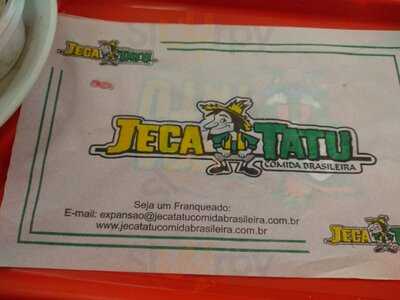 JECA TATU
JECA TATU
COMIDA BRASILEIRA
Seja um Franqueado:
E-mail: expansao@jecatatucomidabrasileira.com.br
www.jecatatucomidabrasileira.com.br
JECA TATU